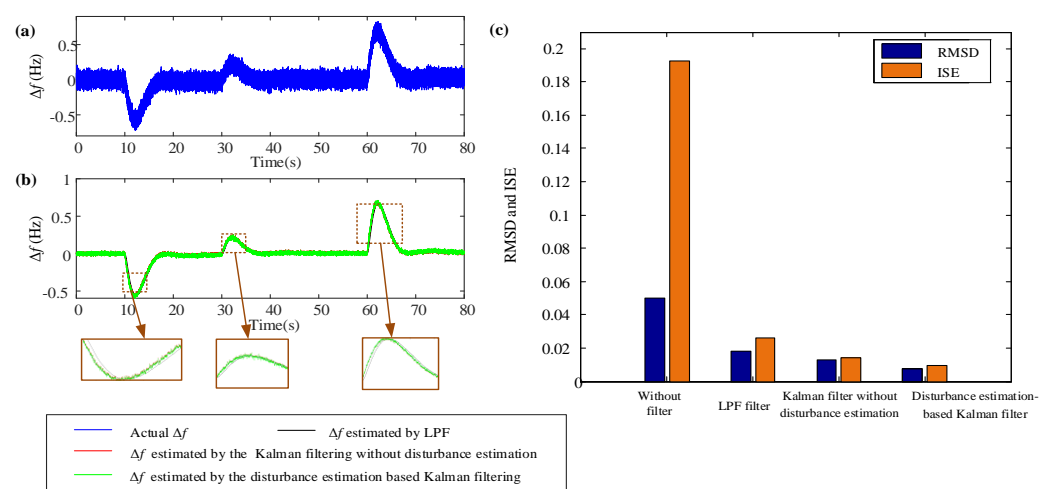 (a)
0.5
0
-0.5
Δf (Hz)
0 10 20 30 40 50 60 70 80
Time(s)
(b)
1
0.5
0
-0.5
Δf (Hz)
0 10 20 30 40 50 60 70 80
Time(s)
Actual Δf
Δf estimated by LPF
Δf estimated by the Kalman filtering without disturbance estimation
Δf estimated by the disturbance estimation based Kalman filtering
(c)
RMSD
ISE
0.2
0.18
0.16
0.14
0.12
0.1
0.08
0.06
0.04
0.02
0
RMSD and ISE
Without
filter
LPF filter
Kalman filter without
disturbance estimation
Disturbance estimation-
based Kalman filter